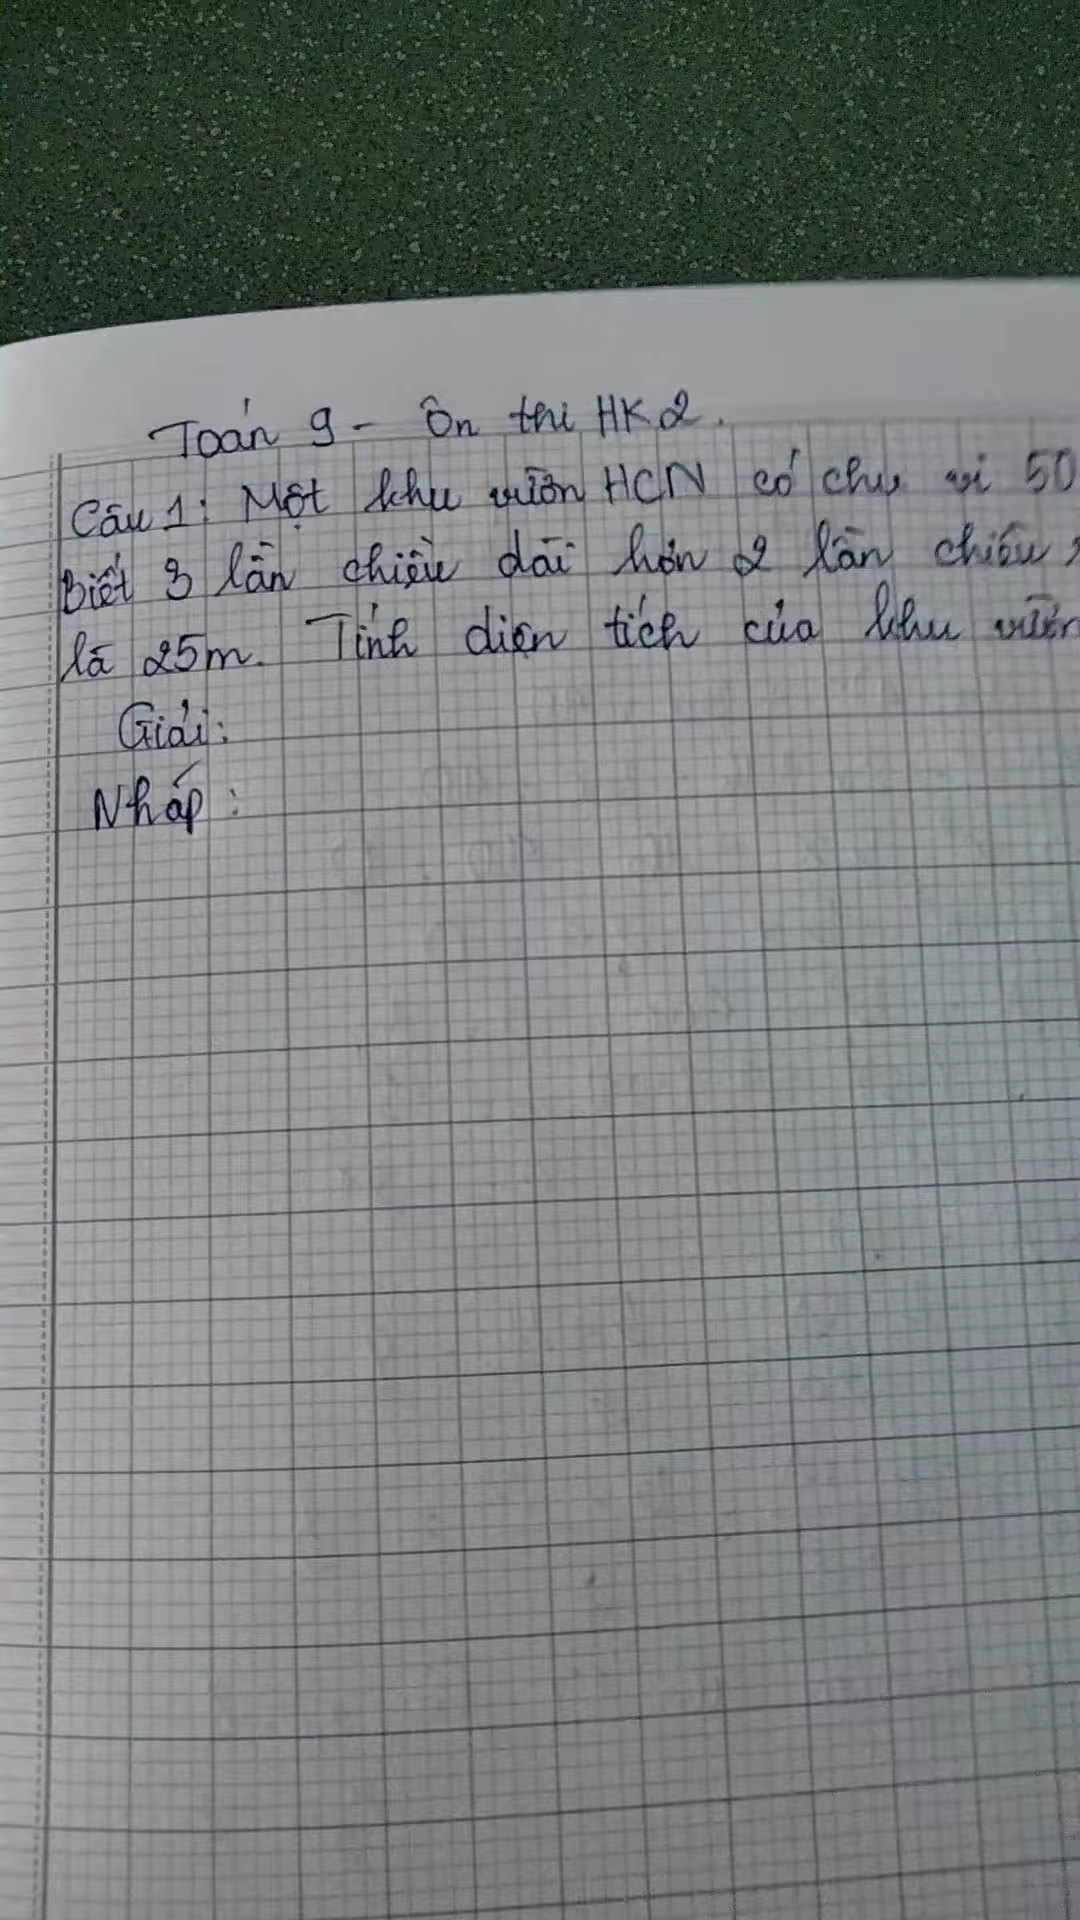 Toán 9 - Ôn thi HK2.
Câu 1: Một khu vườn HCN có chu vi 50
Biết 3 lần chiều dài hơn 2 lần chiều
là 25m. Tính diện tích của khu vườn
Giải:
Nháp: